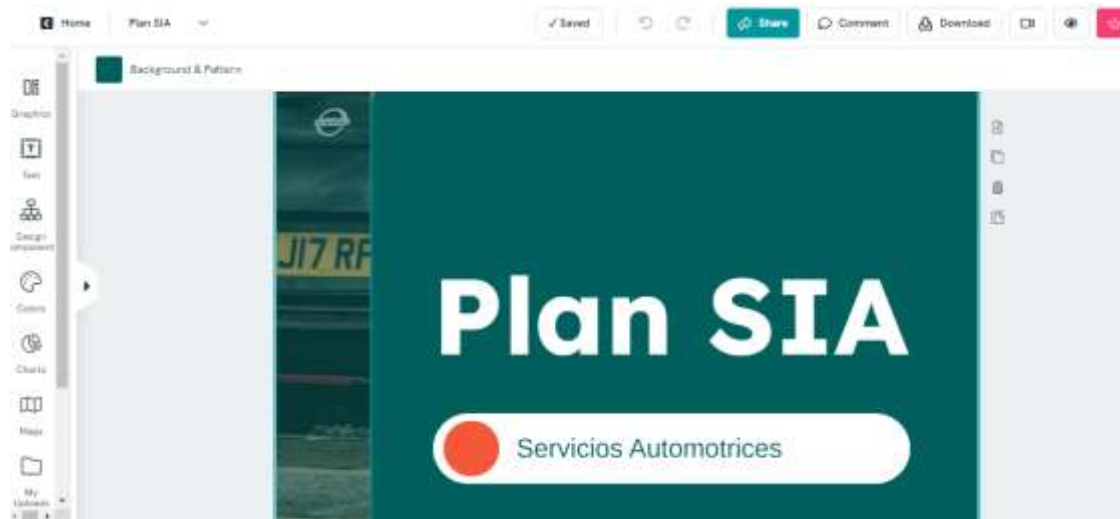 Home
Plan SIA
✓ Saved
Share
Comment
Download
Background & Pattern
Graphics
Text
Design
Component
Colors
Charts
Maps
My
Uploads
J17 RF
Plan SIA
Servicios Automotrices